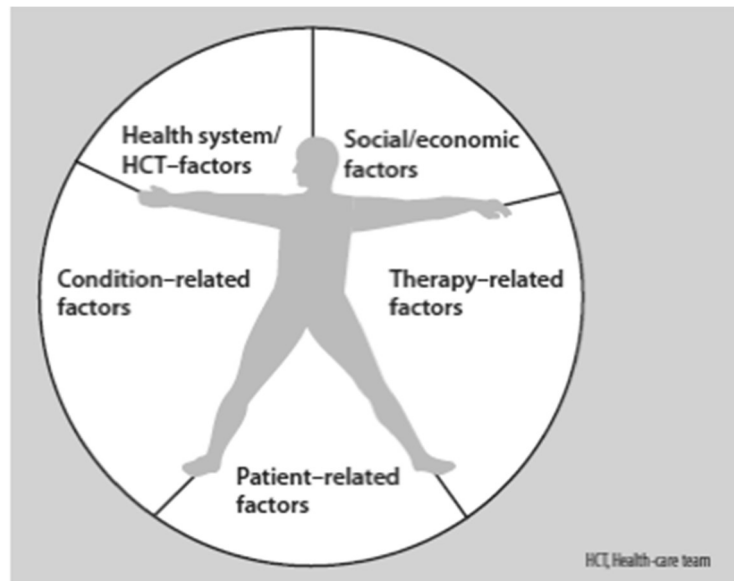 Health system/
HCT–factors
Social/economic
factors
Condition–related
factors
Therapy–related
factors
Patient–related
factors
HCT, Health-care team